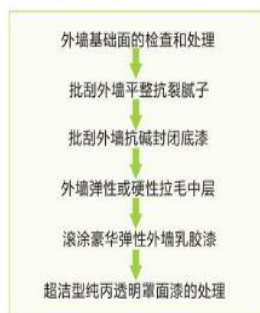 外墙基础面的检查和处理
批刮外墙平整抗裂腻子
批刮外墙抗碱封闭底漆
外墙弹性或硬性拉毛中层
滚涂豪华弹性外墙乳胶漆
超洁型纯丙透明罩面漆的处理